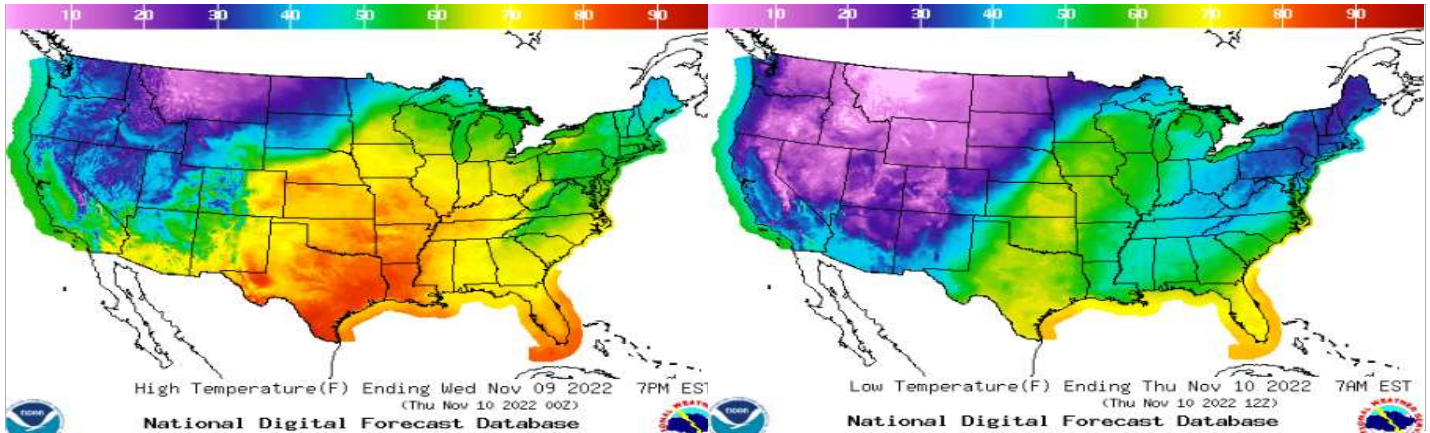 10 20 30 40 50 60 70 80 90
High Temperature(F) Ending Wed Nov 09 2022 7PM EST
(Thu Nov 10 2022 00Z)
National Digital Forecast Database
noaa
10 20 30 40 50 60 70 80 90
Low Temperature(F) Ending Thu Nov 10 2022 7AM EST
(Thu Nov 10 2022 12Z)
National Digital Forecast Database
noaa